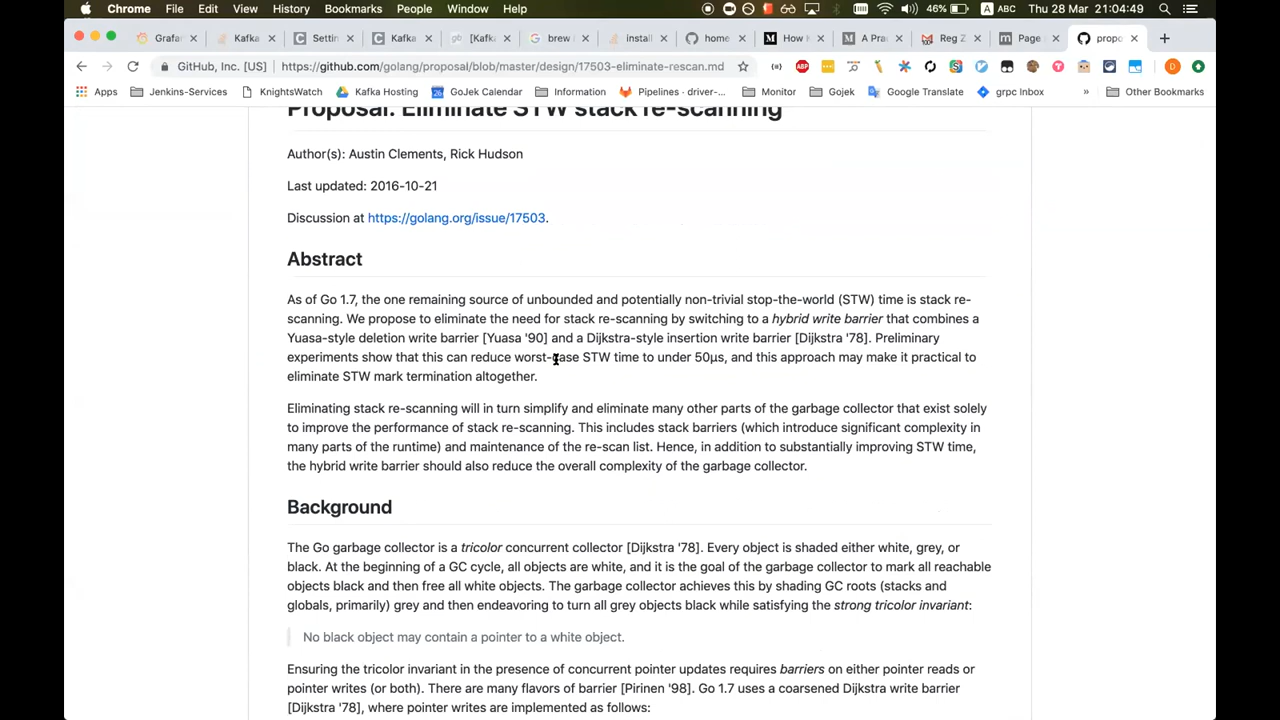 Chrome File Edit View History Bookmarks People Window Help 46% A ABC Thu 28 Mar 21:04:49
Grafa Kafka Settin Kafka [Kafk brew install home How A Pra Reg Z Page propo
GitHub, Inc. [US] https://github.com/golang/proposal/blob/master/design/17503-eliminate-rescan.md
Apps Jenkins-Services KnightsWatch Kafka Hosting GoJek Calendar Information Pipelines · driver-... Monitor Gojek Google Translate grpc Inbox » Other Bookmarks
Proposal: Eliminate STW stack re-scanning
Author(s): Austin Clements, Rick Hudson
Last updated: 2016-10-21
Discussion at https://golang.org/issue/17503.
Abstract
As of Go 1.7, the one remaining source of unbounded and potentially non-trivial stop-the-world (STW) time is stack re-
scanning. We propose to eliminate the need for stack re-scanning by switching to a hybrid write barrier that combines a
Yuasa-style deletion write barrier [Yuasa '90] and a Dijkstra-style insertion write barrier [Dijkstra '78]. Preliminary
experiments show that this can reduce worst-case STW time to under 50µs, and this approach may make it practical to
eliminate STW mark termination altogether.
Eliminating stack re-scanning will in turn simplify and eliminate many other parts of the garbage collector that exist solely
to improve the performance of stack re-scanning. This includes stack barriers (which introduce significant complexity in
many parts of the runtime) and maintenance of the re-scan list. Hence, in addition to substantially improving STW time,
the hybrid write barrier should also reduce the overall complexity of the garbage collector.
Background
The Go garbage collector is a tricolor concurrent collector [Dijkstra '78]. Every object is shaded either white, grey, or
black. At the beginning of a GC cycle, all objects are white, and it is the goal of the garbage collector to mark all reachable
objects black and then free all white objects. The garbage collector achieves this by shading GC roots (stacks and
globals, primarily) grey and then endeavoring to turn all grey objects black while satisfying the strong tricolor invariant:
No black object may contain a pointer to a white object.
Ensuring the tricolor invariant in the presence of concurrent pointer updates requires barriers on either pointer reads or
pointer writes (or both). There are many flavors of barrier [Pirinen '98]. Go 1.7 uses a coarsened Dijkstra write barrier
[Dijkstra '78], where pointer writes are implemented as follows: